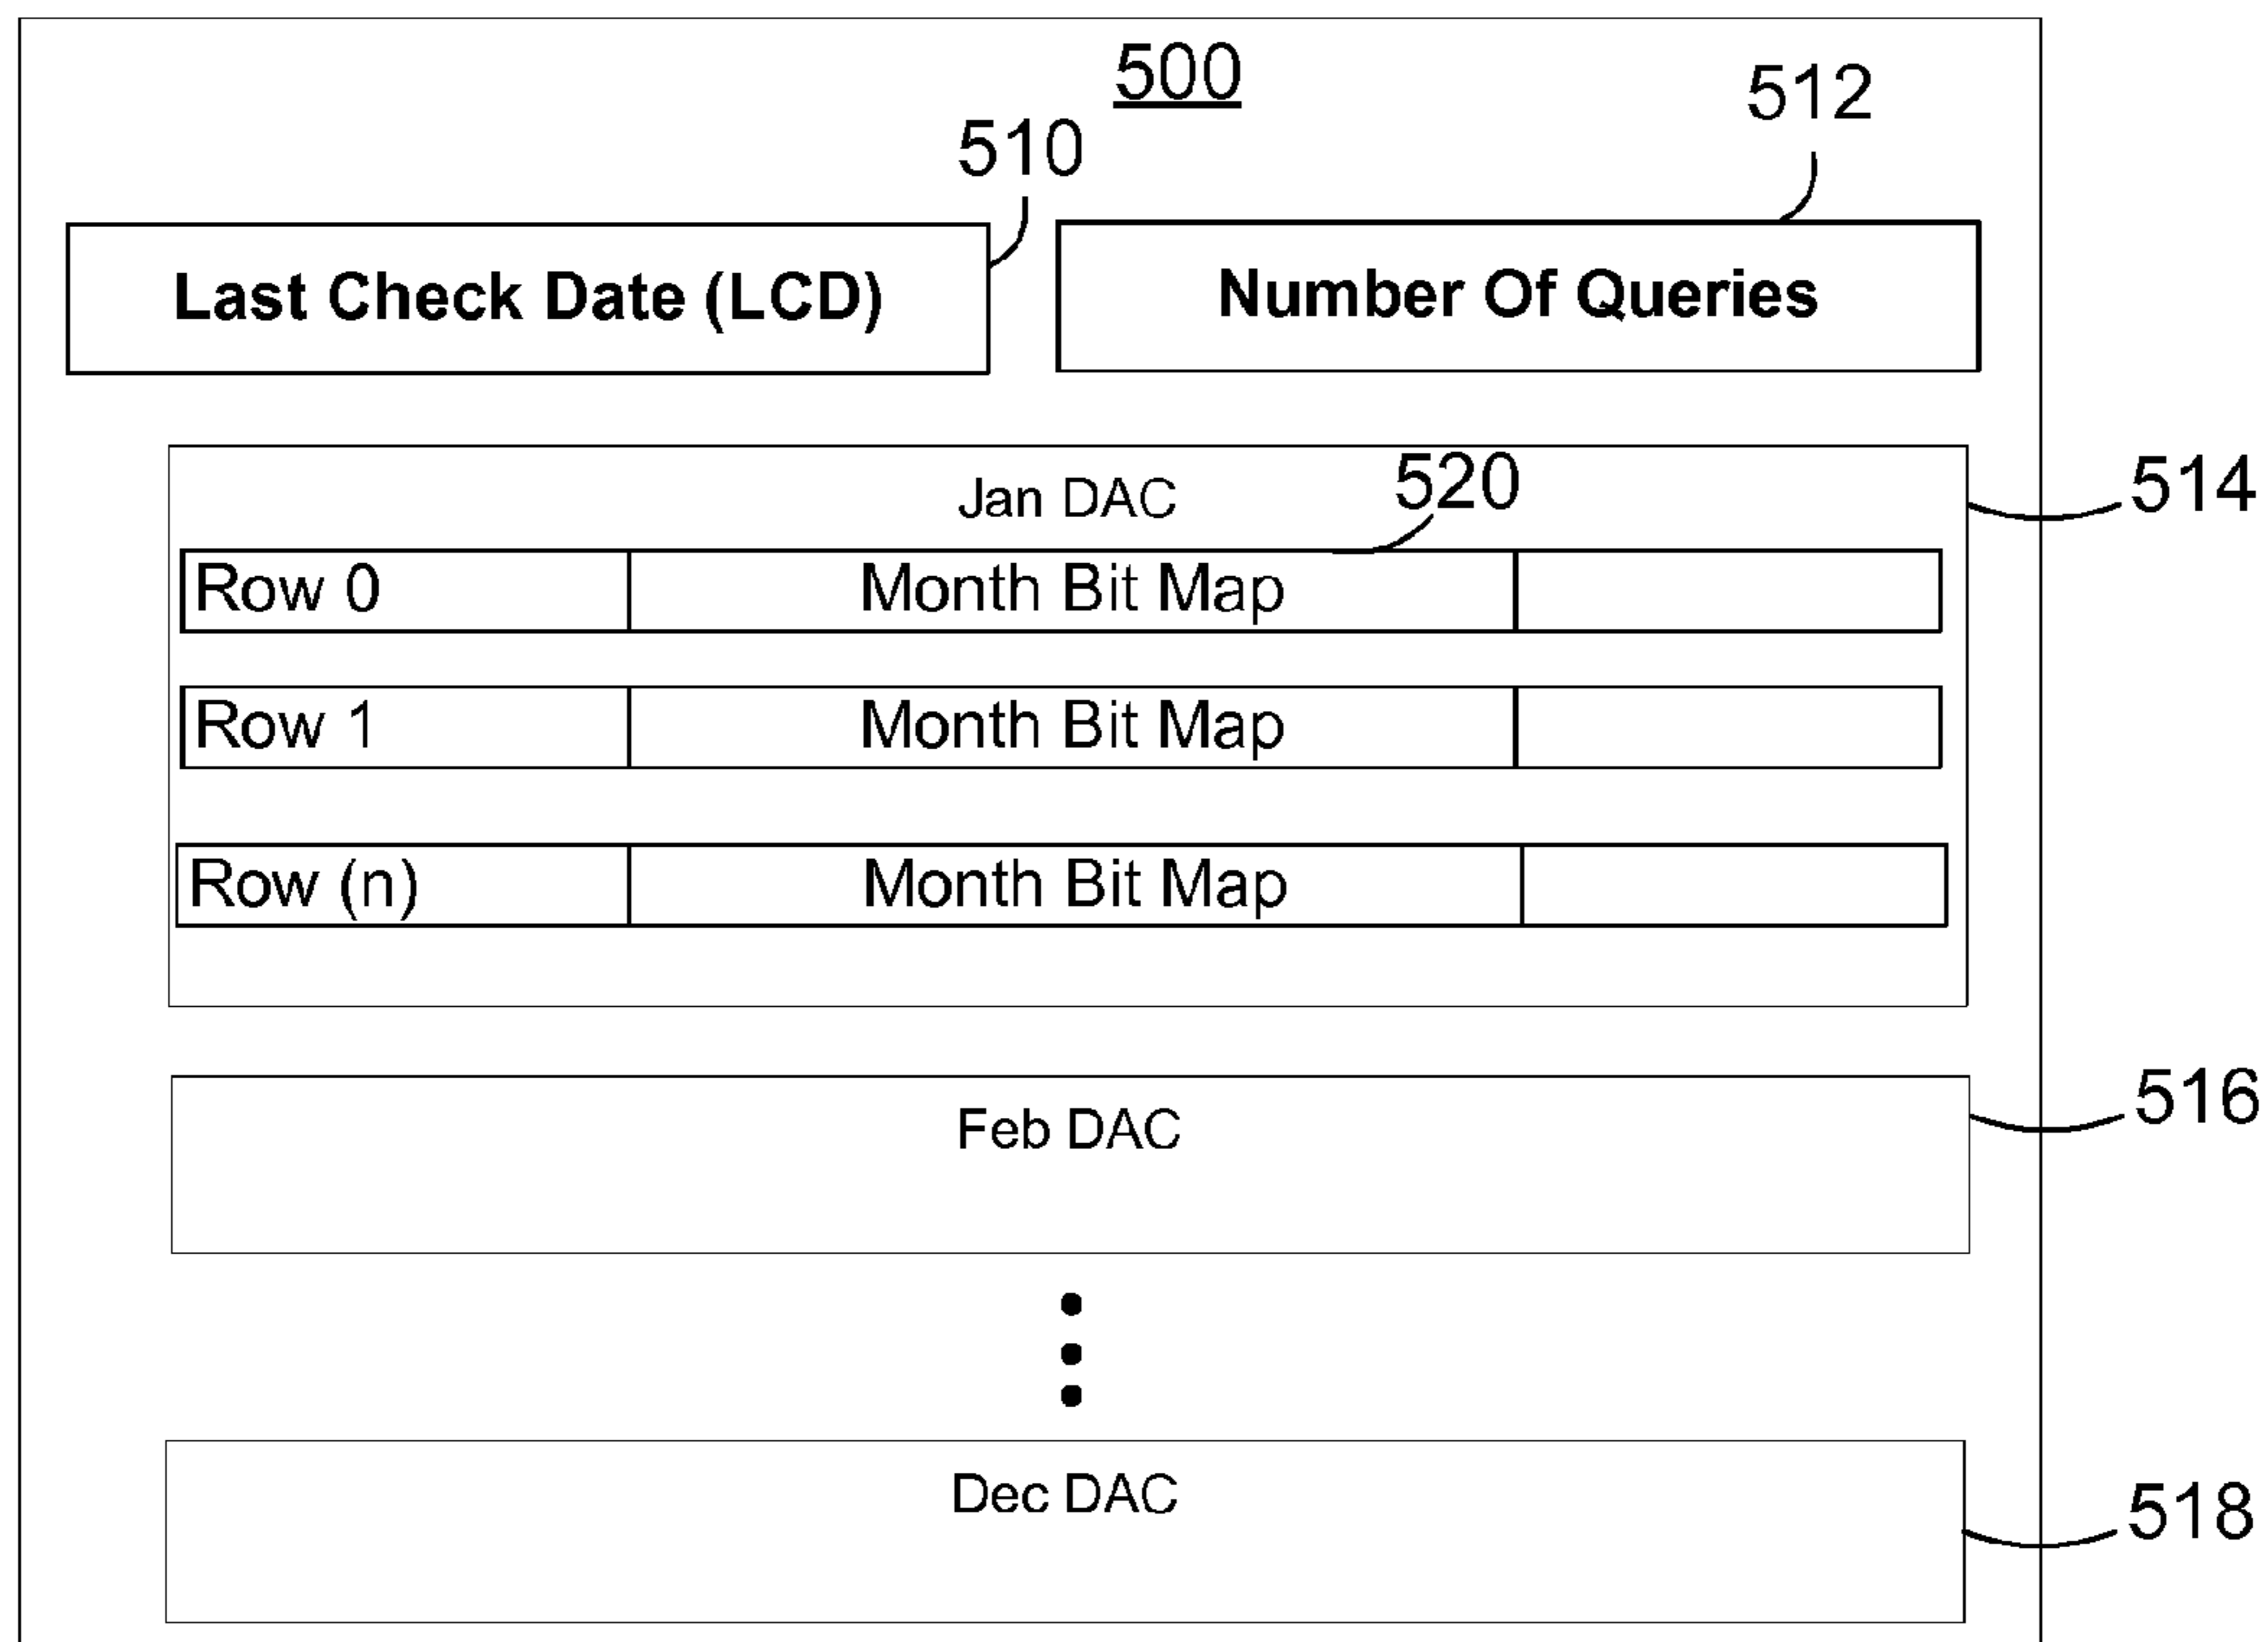 500
512
510
Last Check Date (LCD)
Number Of Queries
514
Jan DAC
520
Row 0 Month Bit Map
Row 1 Month Bit Map
Row (n) Month Bit Map
516
Feb DAC
Dec DAC
518